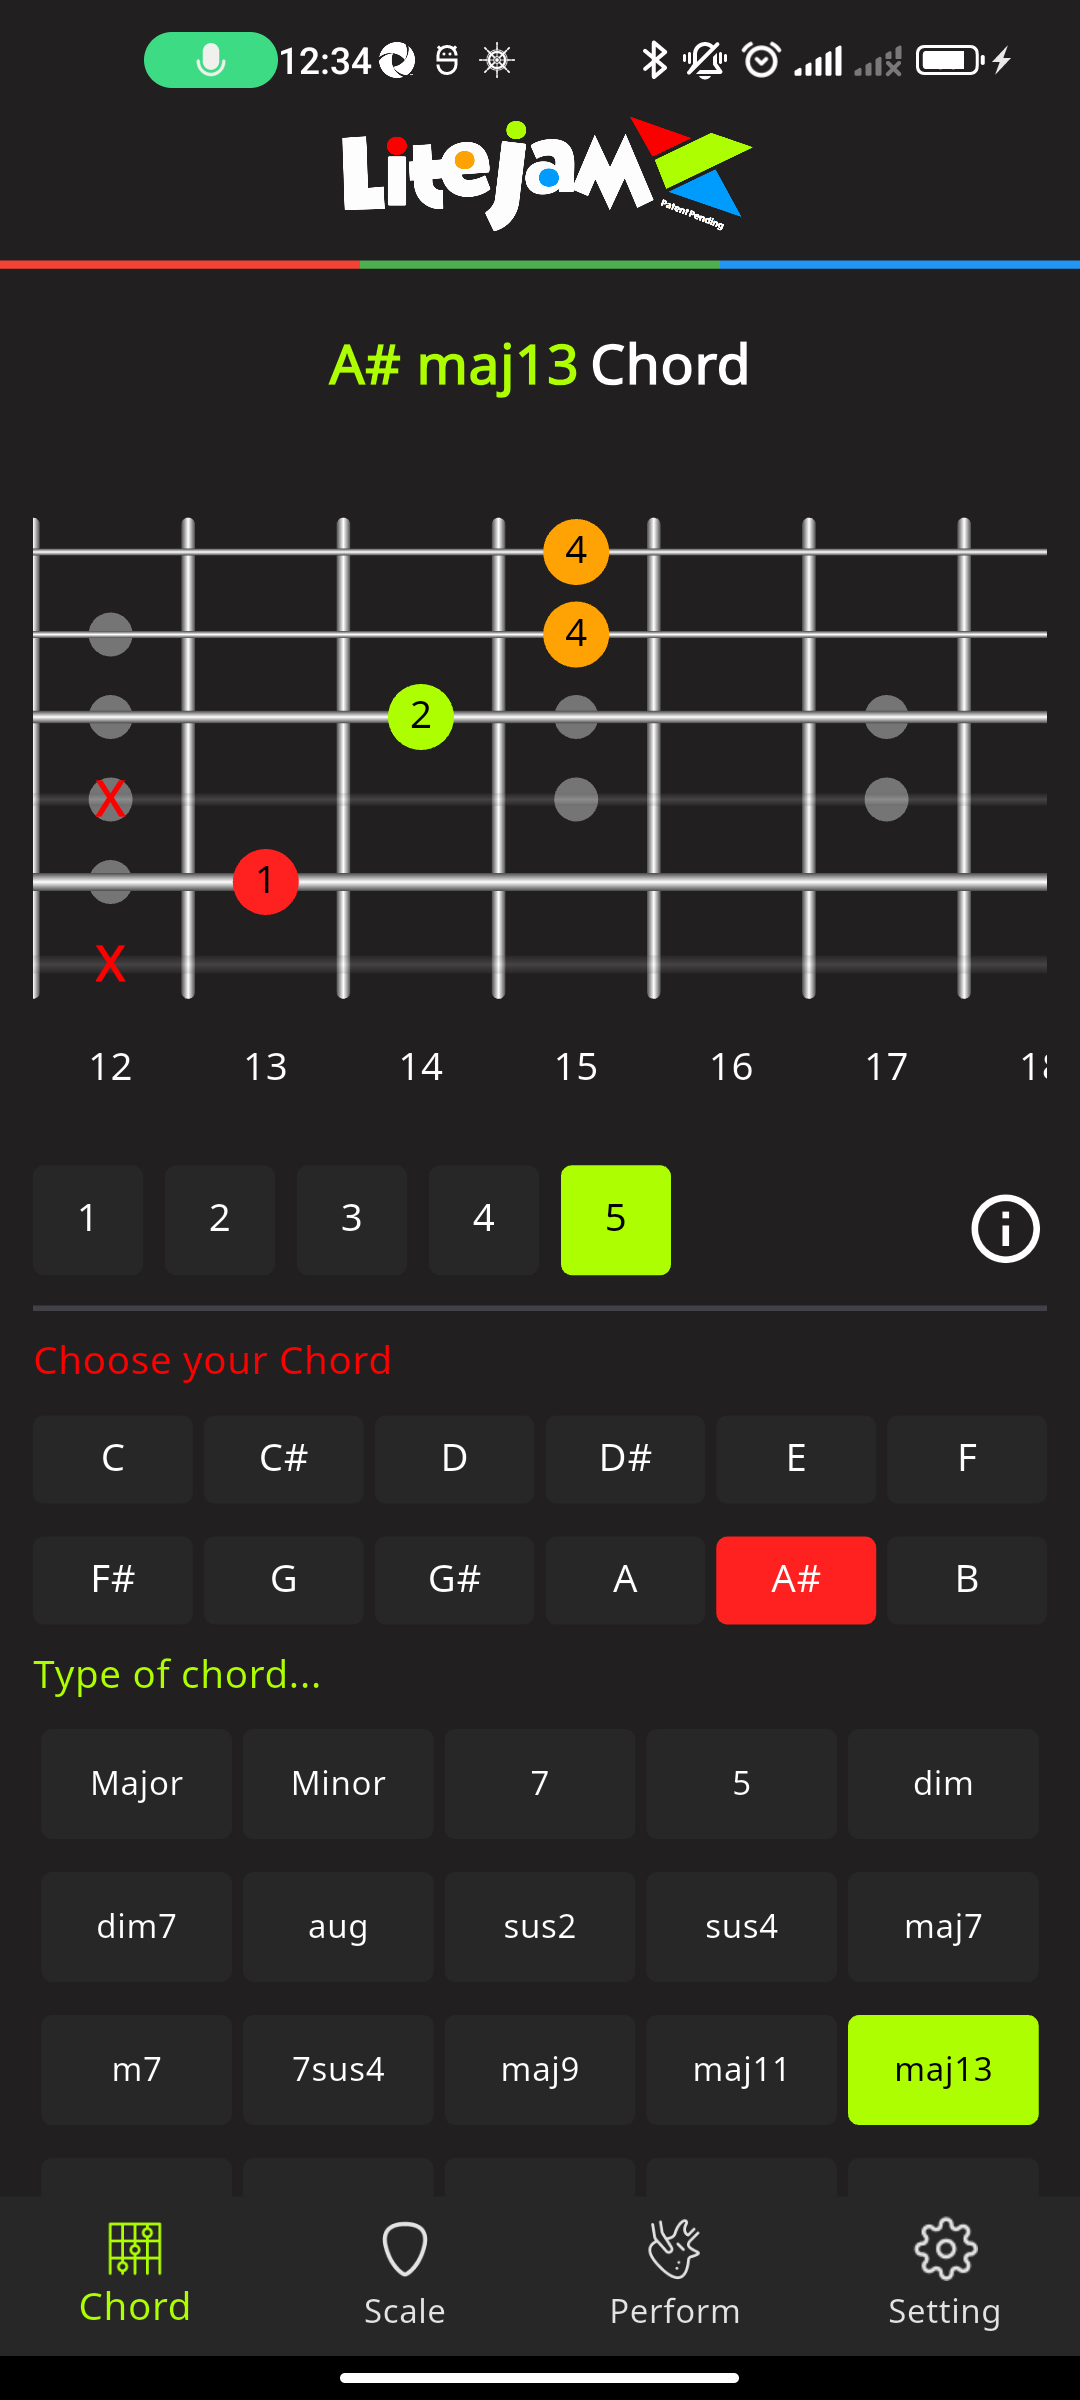 12:34
LitejaM
Patent Pending
A# maj13 Chord
4
4
2
X
1
X
12 13 14 15 16 17 18
1 2 3 4 5
Choose your Chord
C C# D D# E F
F# G G# A A# B
Type of chord...
Major Minor 7 5 dim
dim7 aug sus2 sus4 maj7
m7 7sus4 maj9 maj11 maj13
Chord Scale Perform Setting